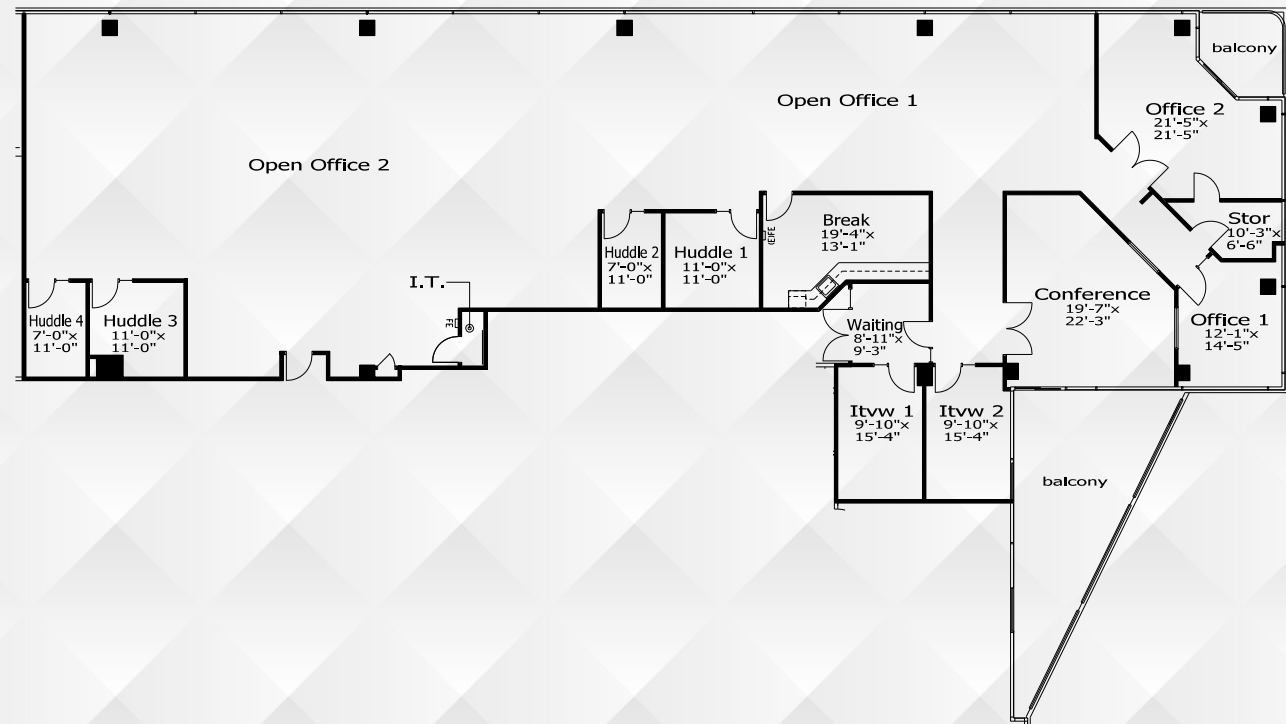 balcony
Open Office 1
Office 2
21'-5"x
21'-5"x
Open Office 2
Break
19'-4"x
13'-1"x
Stor
10'-3"x
6'-6"x
Huddle 2
7'-0"x
11'-0"
Huddle 1
11'-0"x
11'-0"
I.T.
FE
Conference
19'-7"x
22'-3"x
Huddle 4
7'-0"x
11'-0"
Huddle 3
11'-0"x
11'-0"
Waiting
8'-11"x
9'-3"x
Office 1
12'-1"x
14'-5"
Itvw 1
9'-10"x
15'-4"
Itvw 2
9'-10"x
15'-4"
balcony